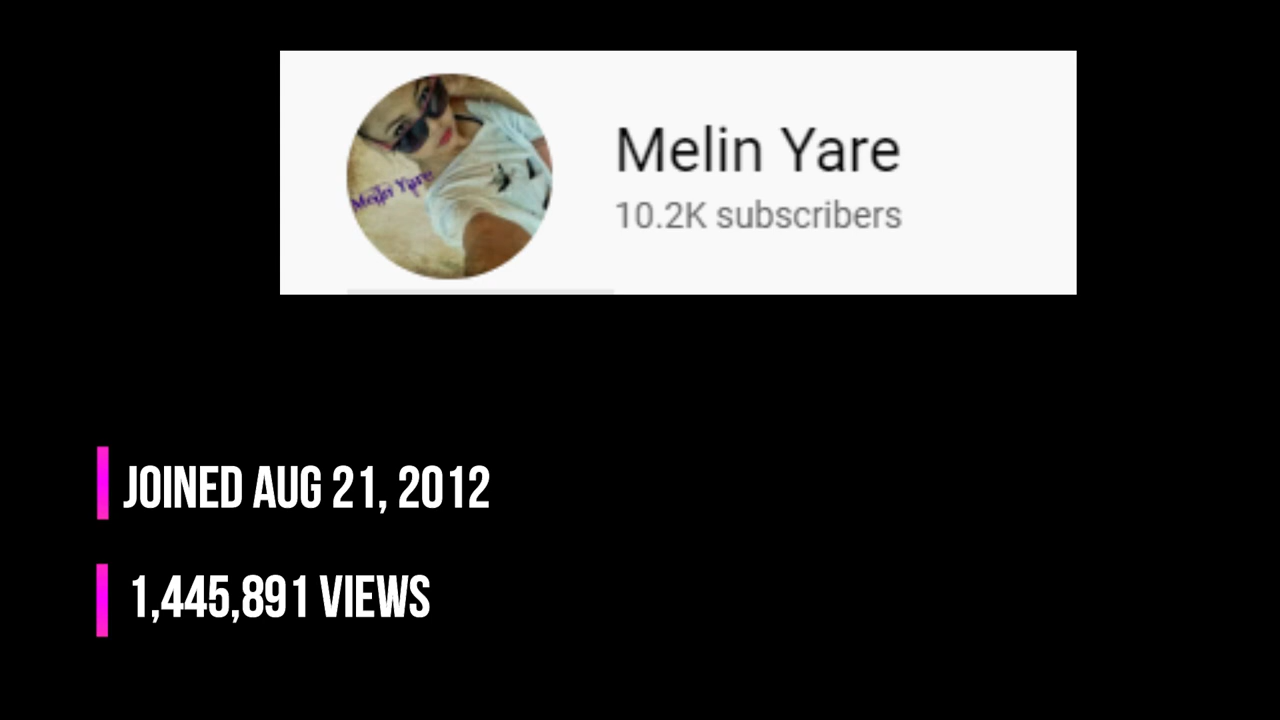 Melin Yare
Melin Yare
10.2K subscribers
JOINED AUG 21, 2012
1,445,891 VIEWS